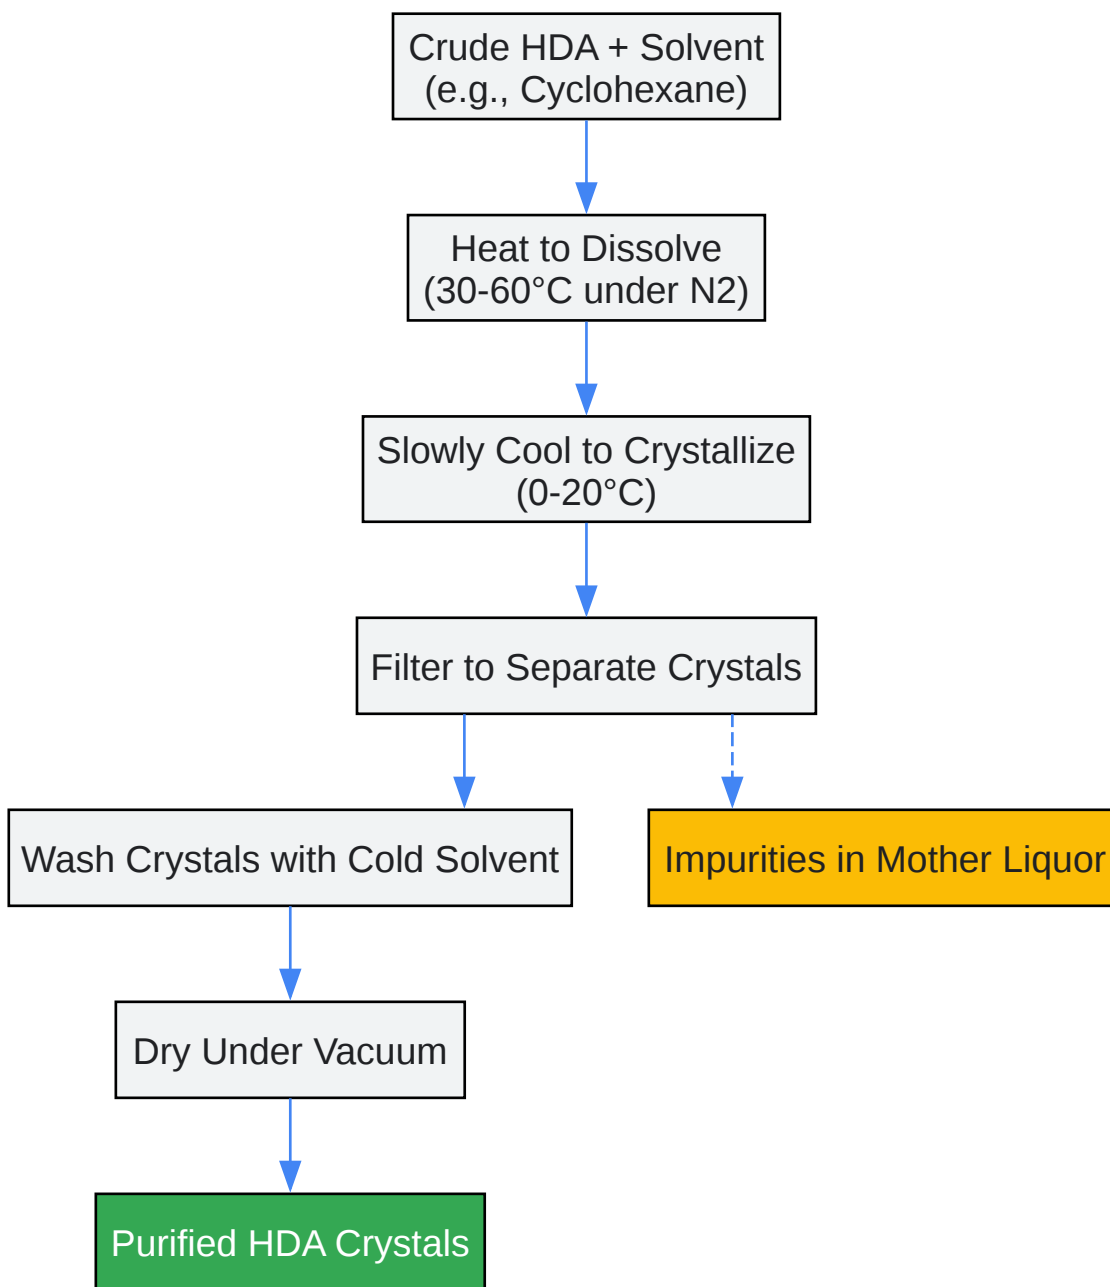 Crude HDA + Solvent
(e.g., Cyclohexane)
Heat to Dissolve
(30-60°C under N2)
Slowly Cool to Crystallize
(0-20°C)
Filter to Separate Crystals
Wash Crystals with Cold Solvent
Impurities in Mother Liquor
Dry Under Vacuum
Purified HDA Crystals